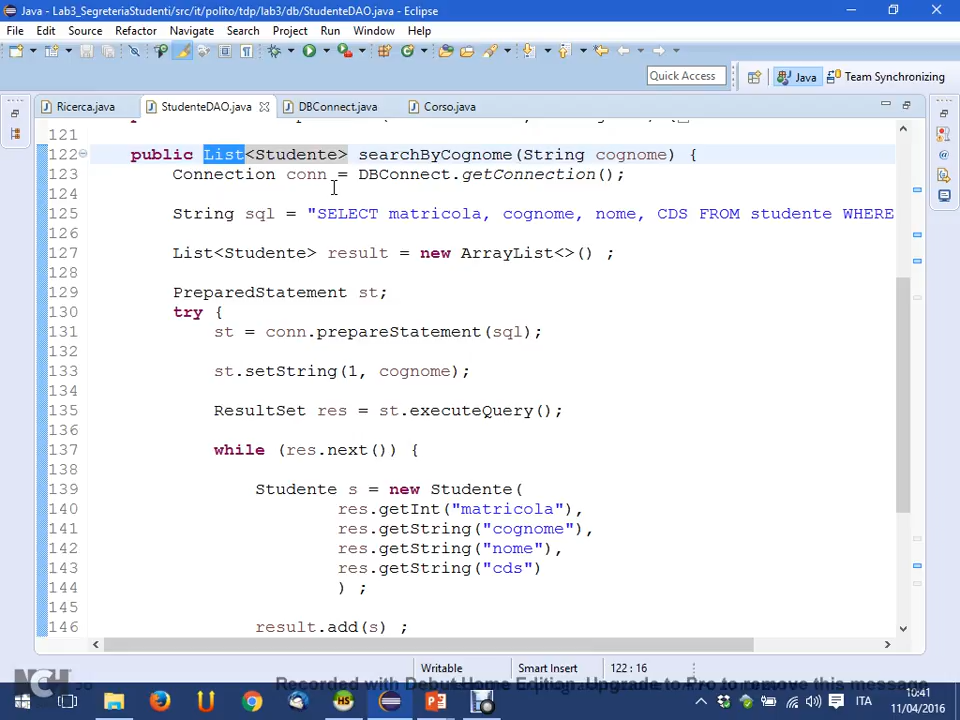 Java - Lab3_SegreteriaStudenti/src/it/polito/tdp/lab3/db/StudenteDAO.java - Eclipse
File Edit Source Refactor Navigate Search Project Run Window Help
Quick Access Java Team Synchronizing
Ricerca.java StudenteDAO.java DBConnect.java Corso.java
121
122 public List<Studente> searchByCognome(String cognome) {
123 Connection conn = DBConnect.getConnection();
124
125 String sql = "SELECT matricola, cognome, nome, CDS FROM studente WHERE
126
127 List<Studente> result = new ArrayList<>() ;
128
129 PreparedStatement st;
130 try {
131 st = conn.prepareStatement(sql);
132
133 st.setString(1, cognome);
134
135 ResultSet res = st.executeQuery();
136
137 while (res.next()) {
138
139 Studente s = new Studente(
140 res.getInt("matricola"),
141 res.getString("cognome"),
142 res.getString("nome"),
143 res.getString("cds")
144 ) ;
145
146 result.add(s) ;
Writable Smart Insert 122 : 16
NCH
Recorded with Debut Home Edition. Upgrade to Pro to remove this message
ITA
10:41
11/04/2016